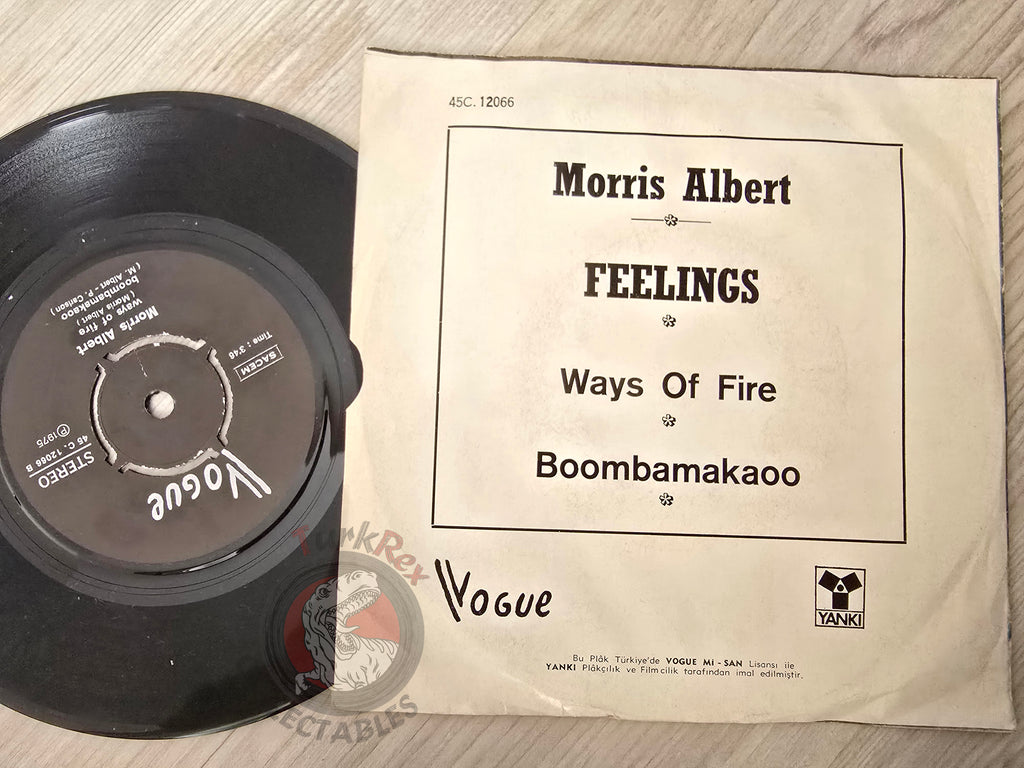 45C. 12066
Morris Albert
FEELINGS
Ways Of Fire
Boombamakaoo
VOGUE
YANKI
Bu Plâk Türkiye'de VOGUE Mi - SAN Lisansı ile
YANKI Plâkçılık ve Filmcilik tarafından imal edilmiştir.
VOGUE
STEREO
45 C. 12066 B
℗1975
SACEM
Time : 3'46
Morris Albert
ways of fire
( Morris Albert )
boombamakaoo
( M. Albert - P. Carlson )
TurkRex